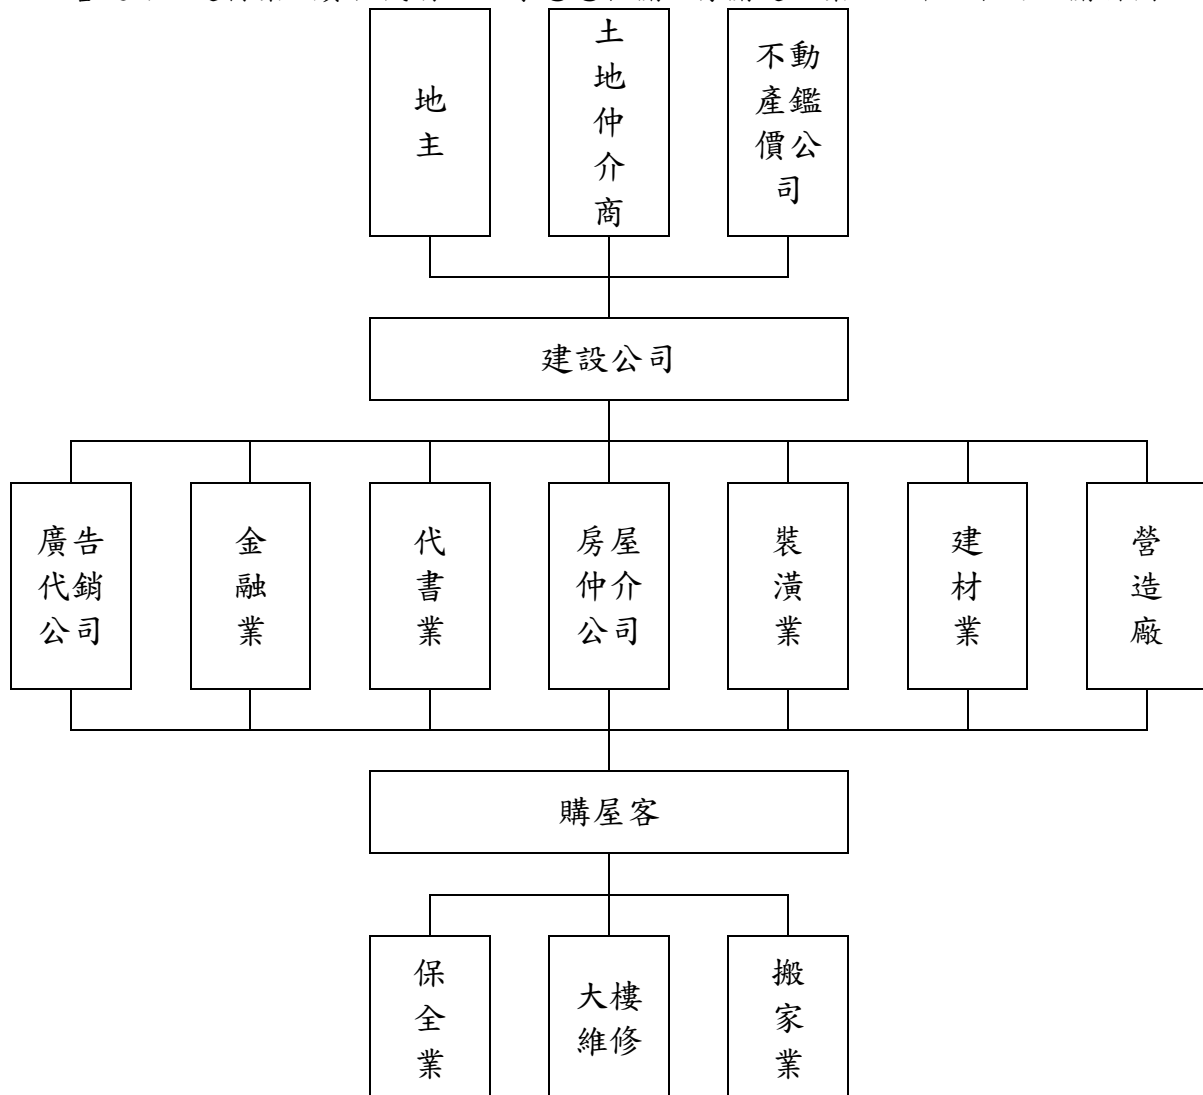 地
主
土
地
仲
介
商
不動
產鑑
價公
司
建設公司
廣告
代銷
公司
金
融
業
代
書
業
房屋
仲介
公司
裝
潢
業
建
材
業
營
造
廠
購屋客
保
全
業
大樓
維修
搬
家
業